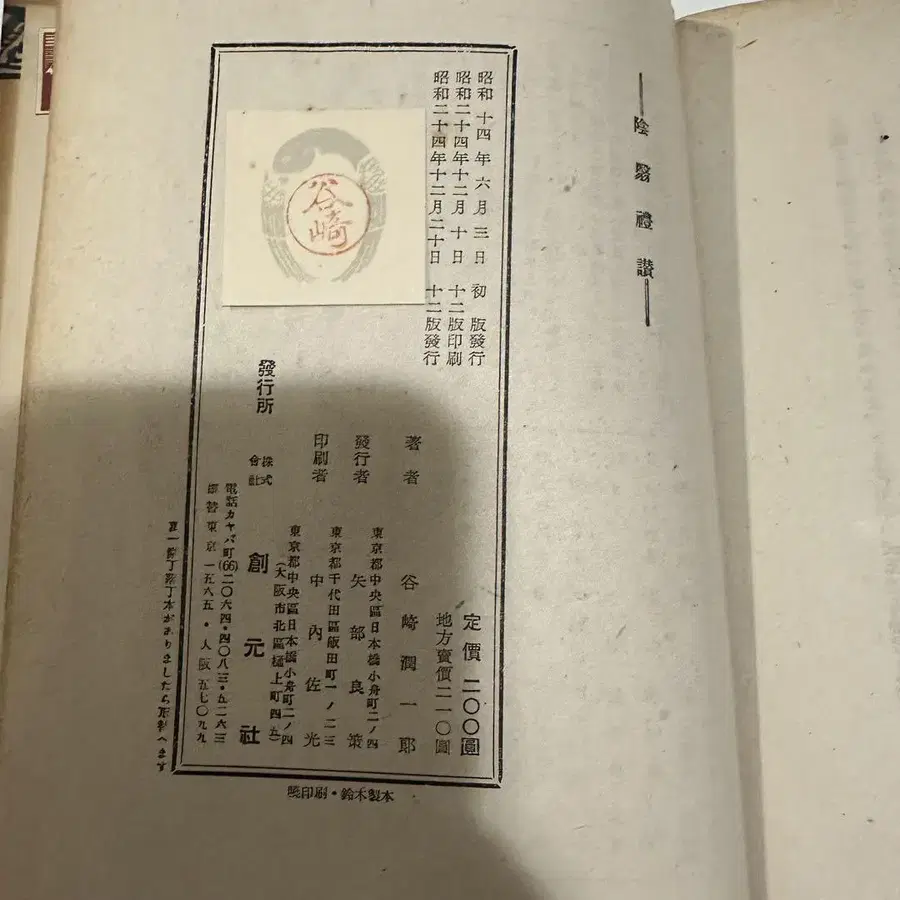 陰翳禮讃
昭和十四年六月三日 初版發行
昭和二十四年十二月十日 十二版印刷
昭和二十四年十二月二十日 十二版發行
谷崎
定價 二〇〇圓
地方賣價二一〇圓
著者 谷崎潤一郎
東京都中央區日本橋小舟町二ノ四
發行者 矢部良策
東京都千代田區飯田町一ノ二三
印刷者 中內佐光
東京都中央區日本橋小舟町二ノ四
(大阪市北區樋上町四五)
發行所 株式會社 創元社
電話カヤバ町(66)二〇六四・四〇八三・五二六三
振替東京一五六五・大阪五七〇九九
萬一落丁本がありましたら
曉印刷・鈴木製本